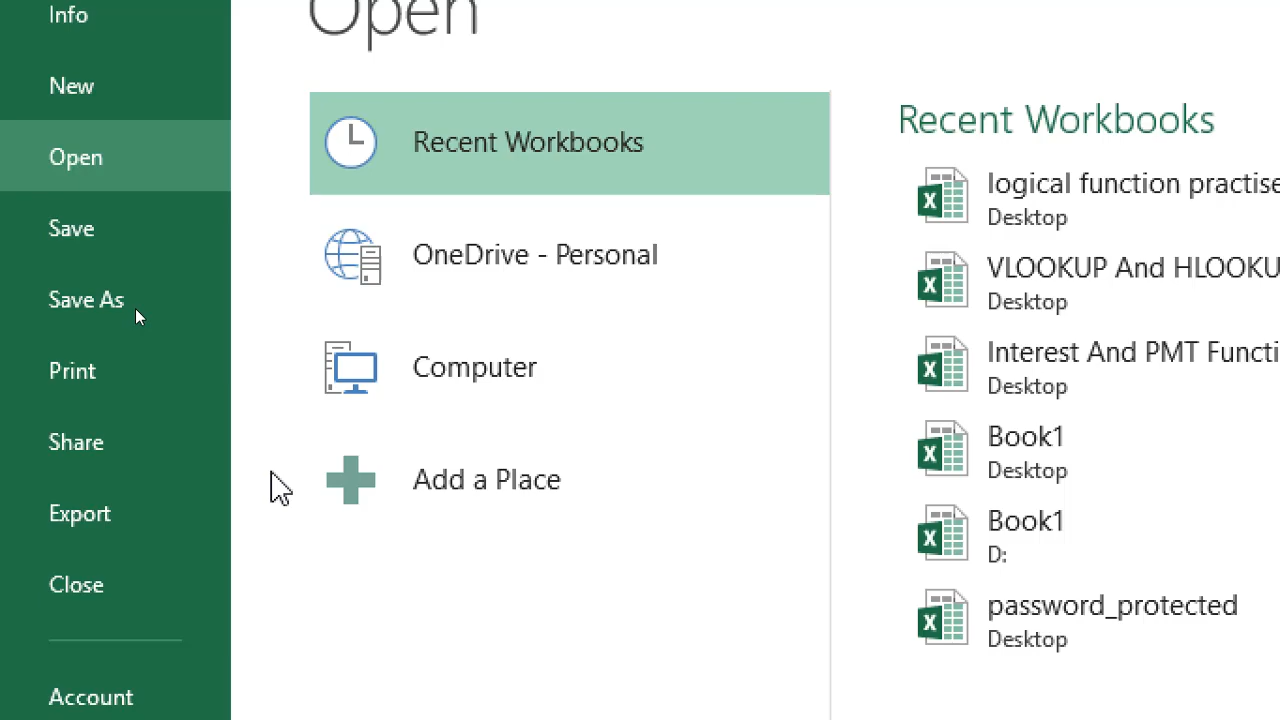 Info
New
Open
Save
Save As
Print
Share
Export
Close
Account
Open
Recent Workbooks
OneDrive - Personal
Computer
Add a Place
Recent Workbooks
logical function practise
Desktop
VLOOKUP And HLOOKU
Desktop
Interest And PMT Functi
Desktop
Book1
Desktop
Book1
D:
password_protected
Desktop